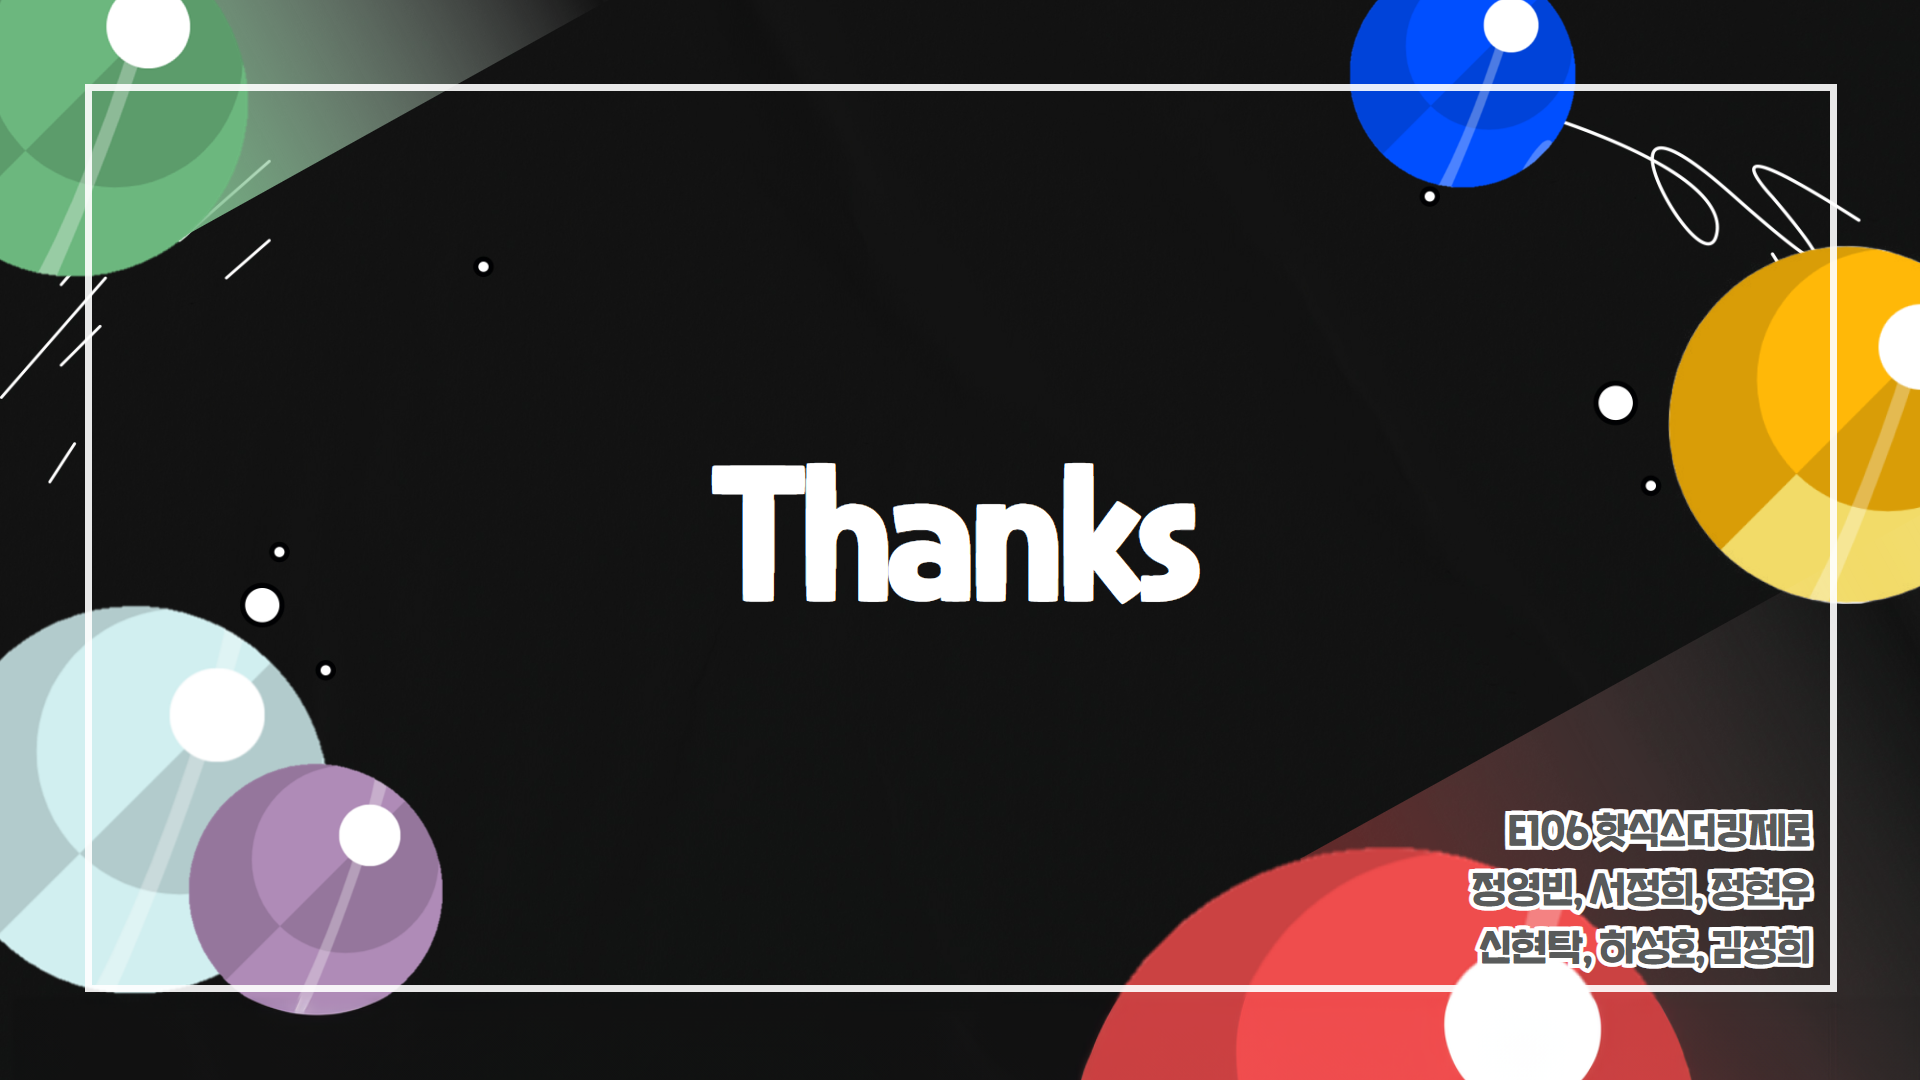 Thanks
E106 핫식스더킹제로
정영빈, 서정희, 정현우
신현탁, 하성호, 김정희